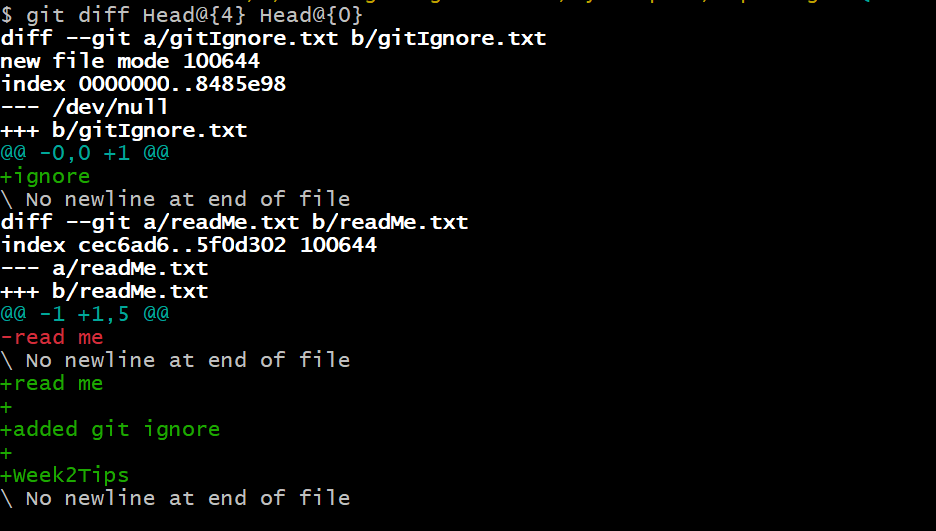 $ git diff Head@{4} Head@{0}
diff --git a/gitIgnore.txt b/gitIgnore.txt
new file mode 100644
index 0000000..8485e98
--- /dev/null
+++ b/gitIgnore.txt
@@ -0,0 +1 @@
+ignore
\ No newline at end of file
diff --git a/readMe.txt b/readMe.txt
index cec6ad6..5f0d302 100644
--- a/readMe.txt
+++ b/readMe.txt
@@ -1 +1,5 @@
-read me
\ No newline at end of file
+read me
+
+added git ignore
+
+Week2Tips
\ No newline at end of file